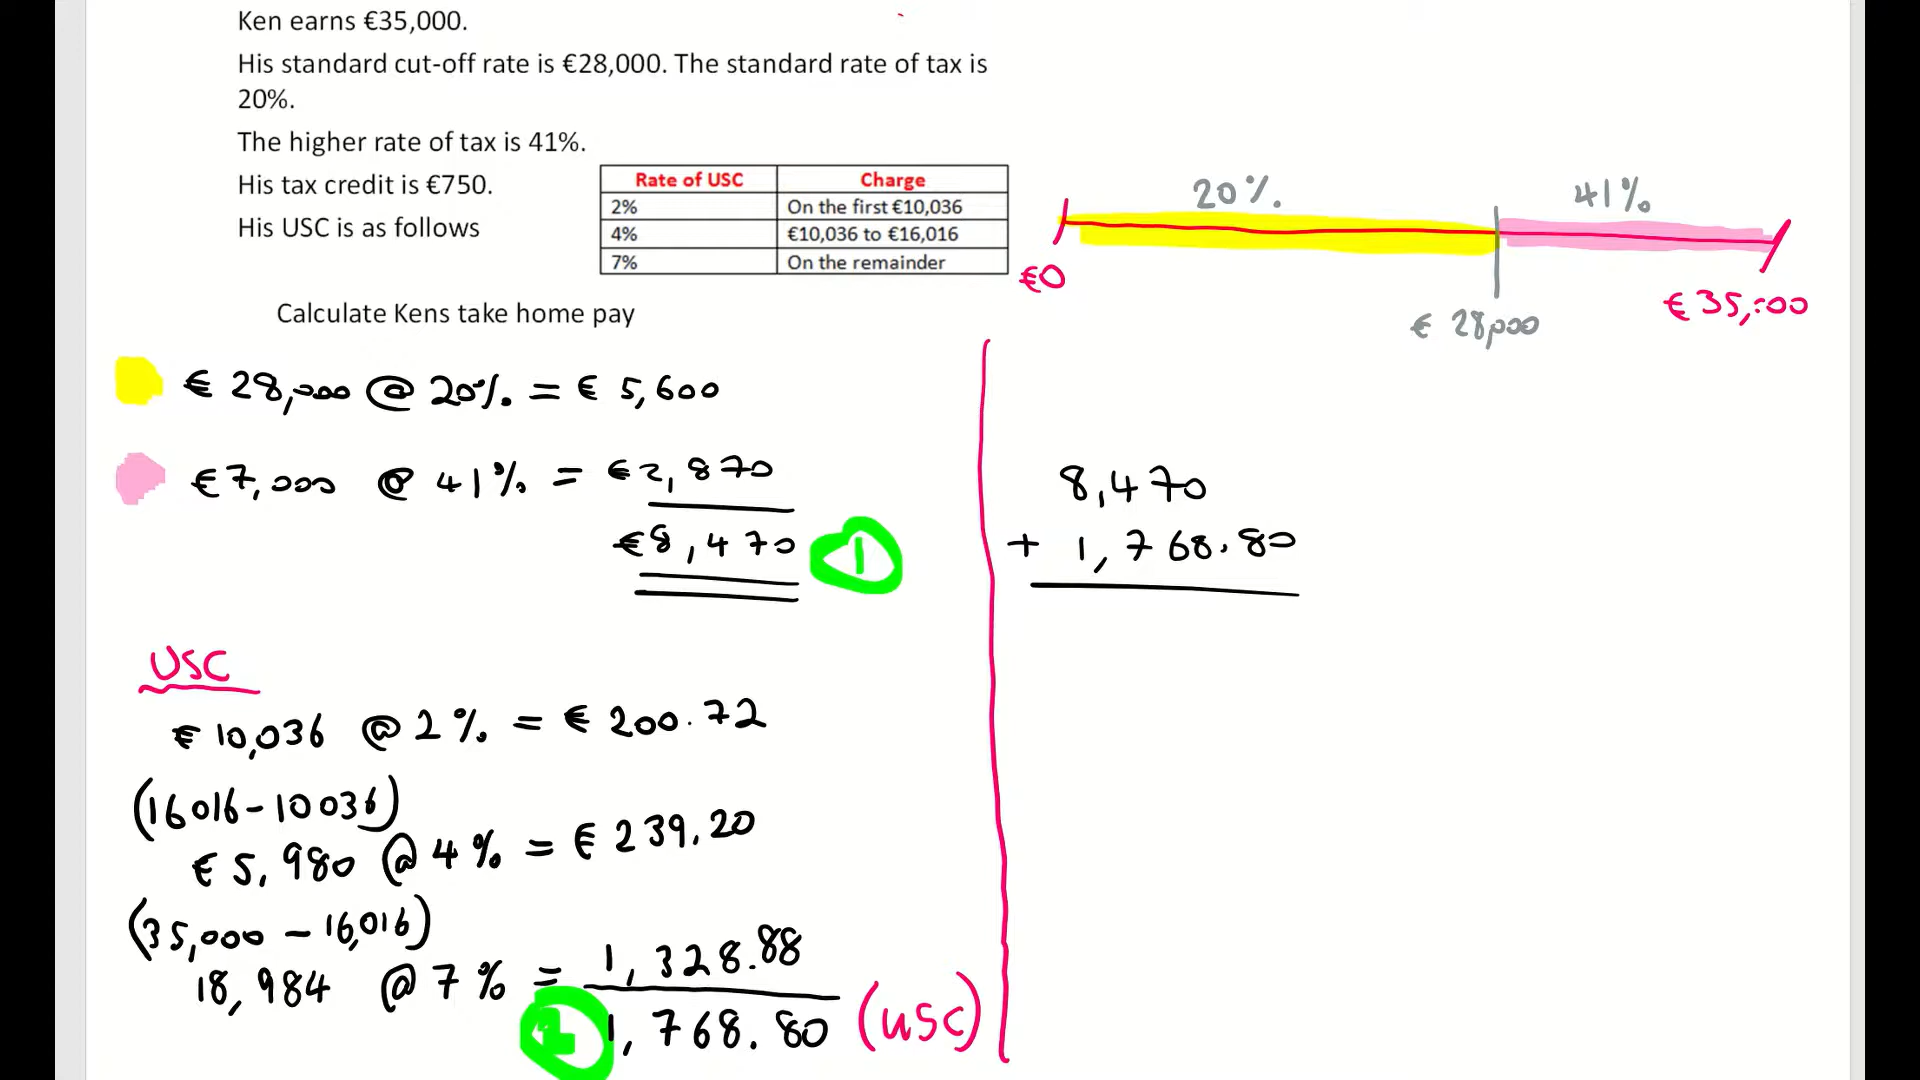 Ken earns €35,000.
His standard cut-off rate is €28,000. The standard rate of tax is
20%.
The higher rate of tax is 41%.
His tax credit is €750.
His USC is as follows
Rate of USC Charge
2% On the first €10,036
4% €10,036 to €16,016
7% On the remainder
Calculate Kens take home pay
20% 41%
€0 €28,000 €35,000
€28,000 @ 20% = € 5,600
€7,000 @ 41% = €2,870
€8,470 1
USC
€10,036 @ 2% = € 200.72
(16016-10036)
€5,980 @ 4% = € 239.20
(35,000 - 16,016)
18,984 @ 7% = 1,328.88
2 1,768.80 (USC)
8,470
+ 1,768.80